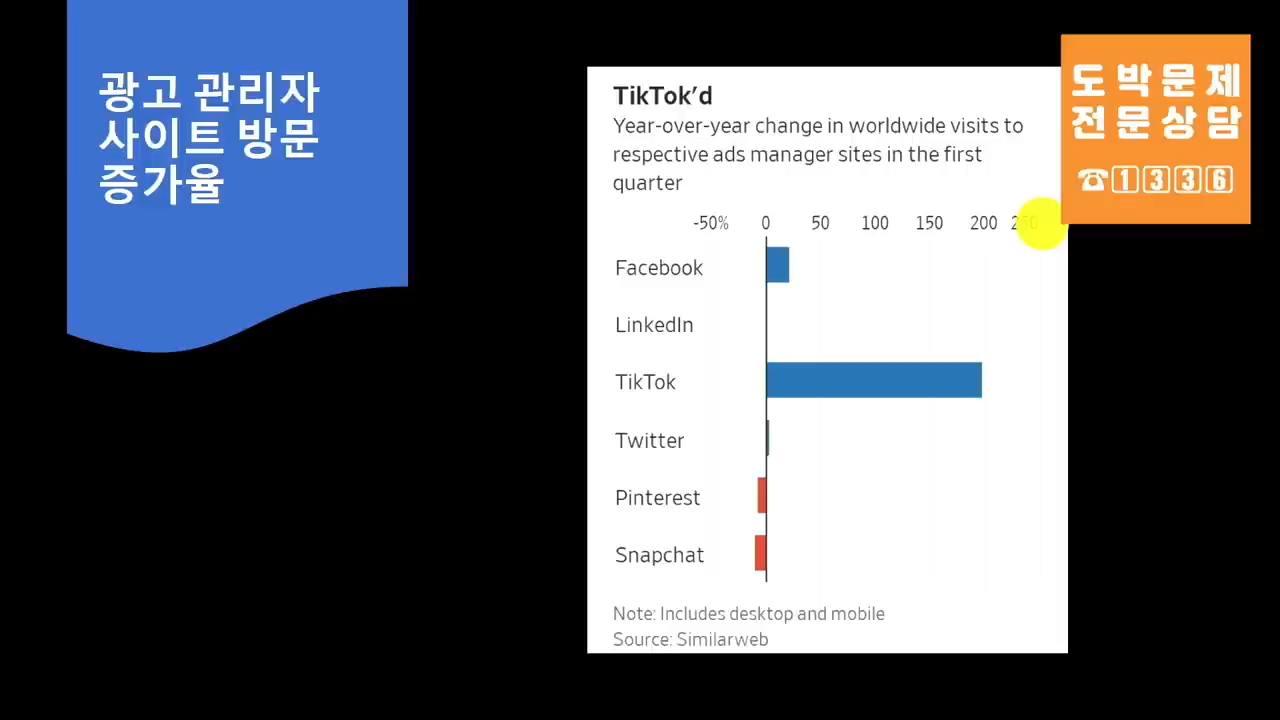 광고 관리자
사이트 방문
증가율
TikTok'd
Year-over-year change in worldwide visits to
respective ads manager sites in the first
quarter
-50% 0 50 100 150 200 250
Facebook
LinkedIn
TikTok
Twitter
Pinterest
Snapchat
Note: Includes desktop and mobile
Source: Similarweb
도박문제
전문상담
☎1336